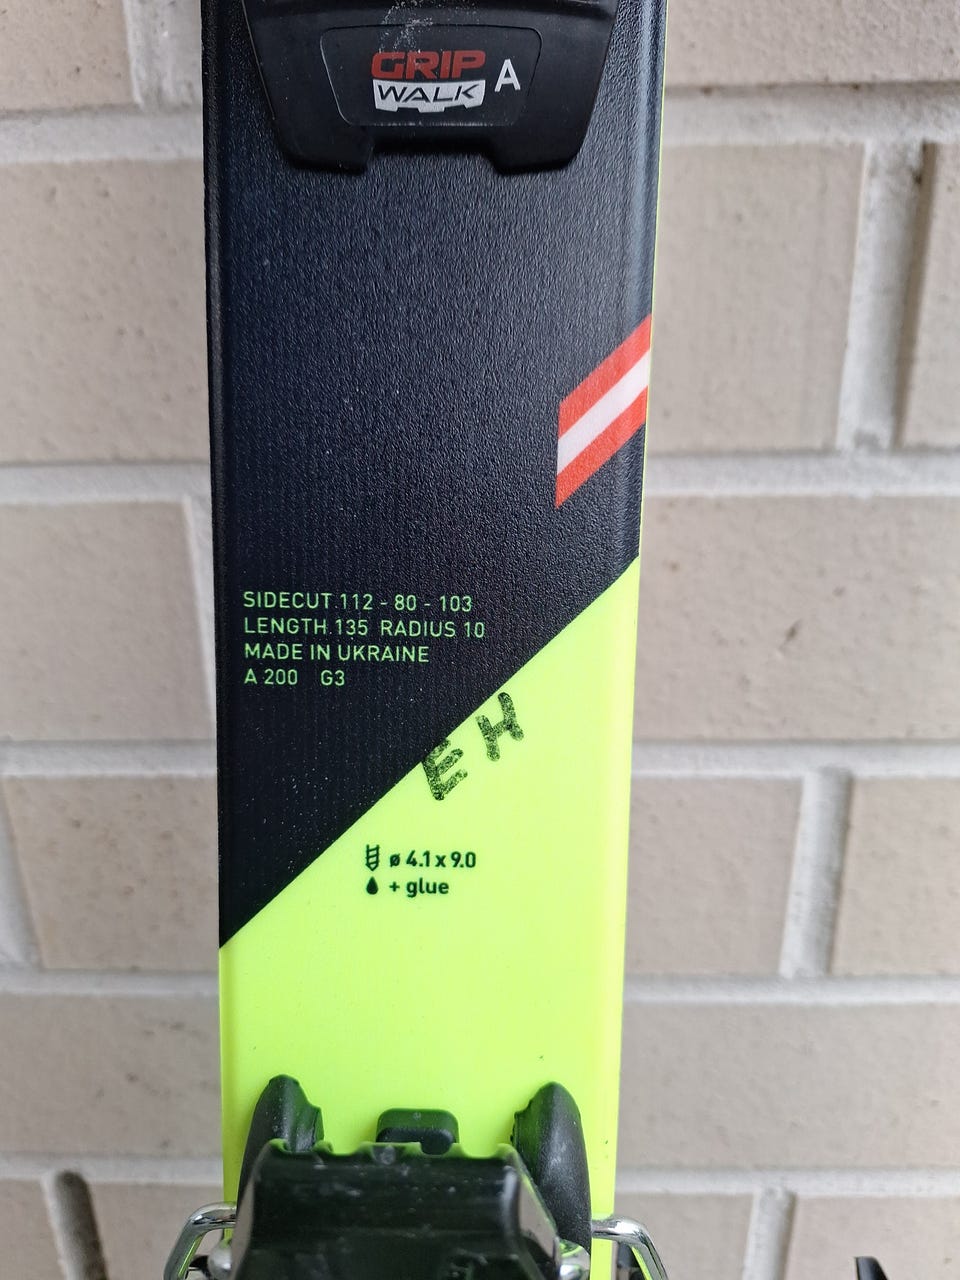 GRIP
WALK A
SIDECUT 112 - 80 - 103
LENGTH 135 RADIUS 10
MADE IN UKRAINE
A 200 G3
EH
ø 4.1 x 9.0
+ glue